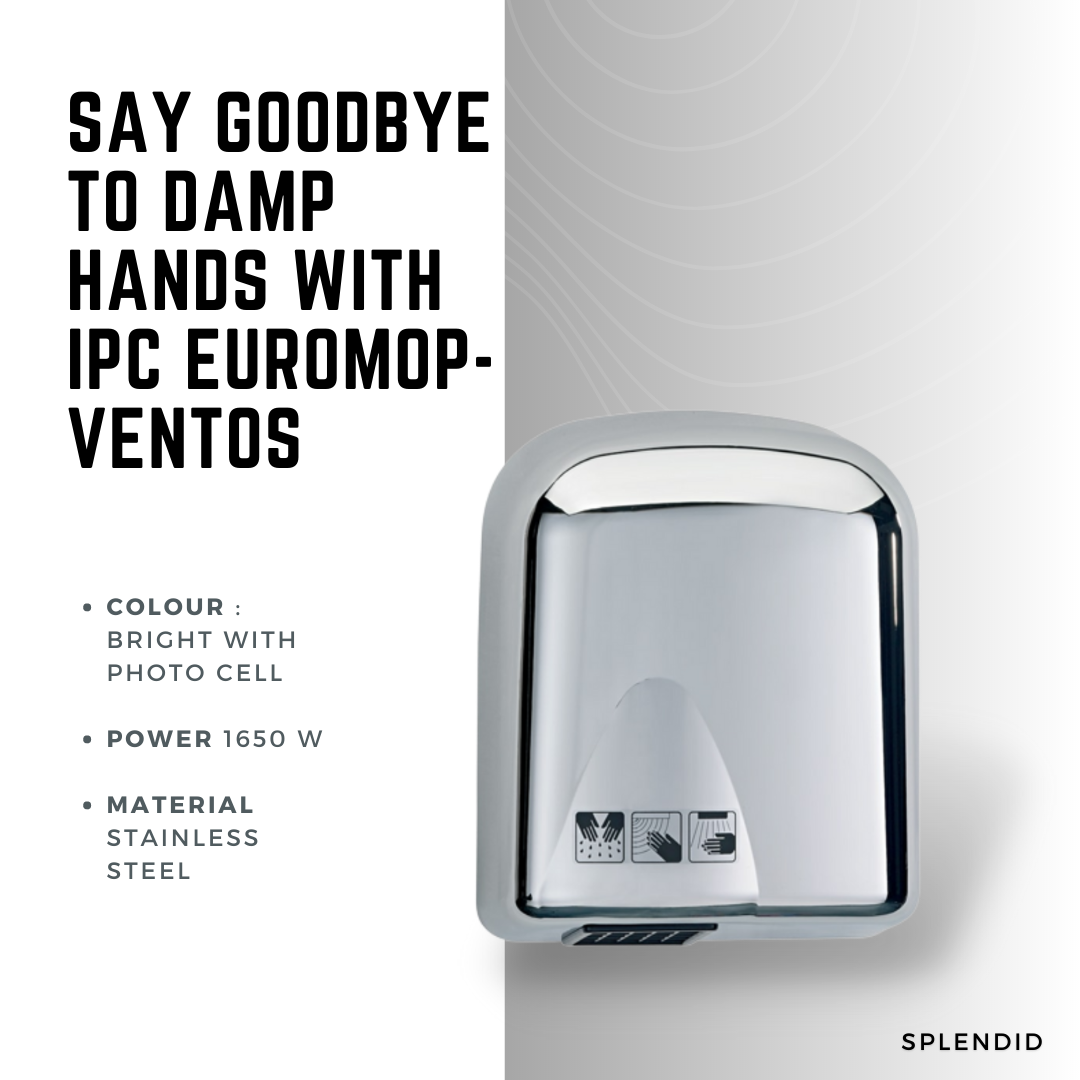 SAY GOODBYE
TO DAMP
HANDS WITH
IPC EUROMOP-
VENTOS
• COLOUR :
BRIGHT WITH
PHOTO CELL
• POWER 1650 W
• MATERIAL
STAINLESS
STEEL
SPLENDID